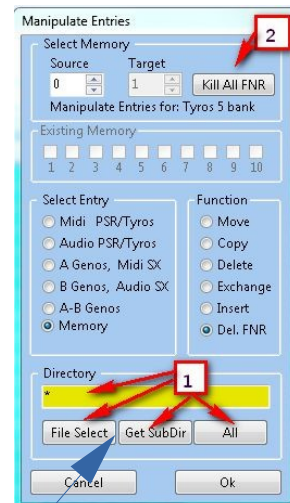 Manipulate Entries
2
Select Memory
Source Target
0 1 Kill All FNR
Manipulate Entries for: Tyros 5 bank
Existing Memory
1 2 3 4 5 6 7 8 9 10
Select Entry Function
Midi PSR/Tyros Move
Audio PSR/Tyros Copy
A Genos, Midi SX Delete
B Genos, Audio SX Exchange
A-B Genos Insert
Memory Del. FNR
Directory
1
*
File Select Get SubDir All
Cancel Ok